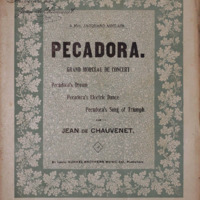 PECADORA.
GRAND MORCEAU DE CONCERT
Pecadora's Dream
Pecadora's Electric Dance
Pecadora's Song of Triumph
JEAN DE CHAUVENET.